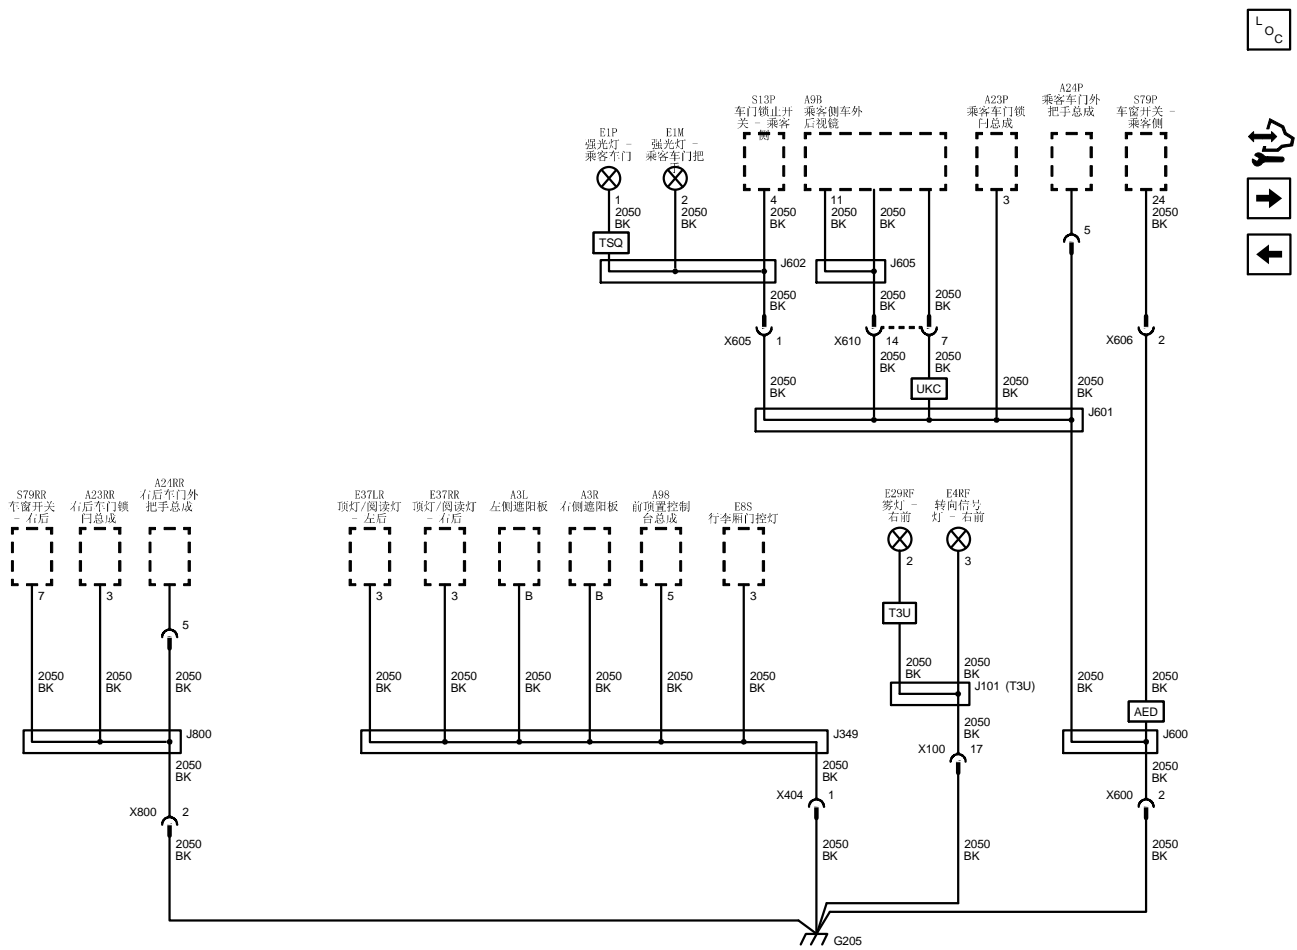 L
O
C
S13P
车门锁止开
关 - 乘客
侧
A9B
乘客侧车外
后视镜
A23P
乘客车门锁
闩总成
A24P
乘客车门外
把手总成
S79P
车窗开关 -
乘客侧
E1P
强光灯 -
乘客车门
E1M
强光灯 -
乘客车门把
手
1
2050
BK
2
2050
BK
4
2050
BK
11
2050
BK
2050
BK
3
5
24
2050
BK
TSQ
J602
J605
2050
BK
2050
BK
2050
BK
X605
1
X610
14
7
X606
2
2050
BK
2050
BK
UKC
2050
BK
2050
BK
2050
BK
J601
S79RR
车窗开关
- 右后
A23RR
右后车门锁
闩总成
A24RR
右后车门外
把手总成
E37LR
顶灯/阅读灯
- 左后
E37RR
顶灯/阅读灯
- 右后
A3L
左侧遮阳板
A3R
右侧遮阳板
A98
前顶置控制
台总成
E8S
行李厢门控灯
E29RF
雾灯 -
右前
E4RF
转向信号
灯 - 右前
7
3
5
3
3
B
B
5
3
2
3
T3U
2050
BK
2050
BK
2050
BK
2050
BK
2050
BK
2050
BK
2050
BK
2050
BK
2050
BK
2050
BK
2050
BK
2050
BK
2050
BK
J101 (T3U)
AED
J800
J349
J600
2050
BK
2050
BK
2050
BK
2050
BK
X100
17
X800
2
X404
1
X600
2
2050
BK
2050
BK
2050
BK
2050
BK
G205